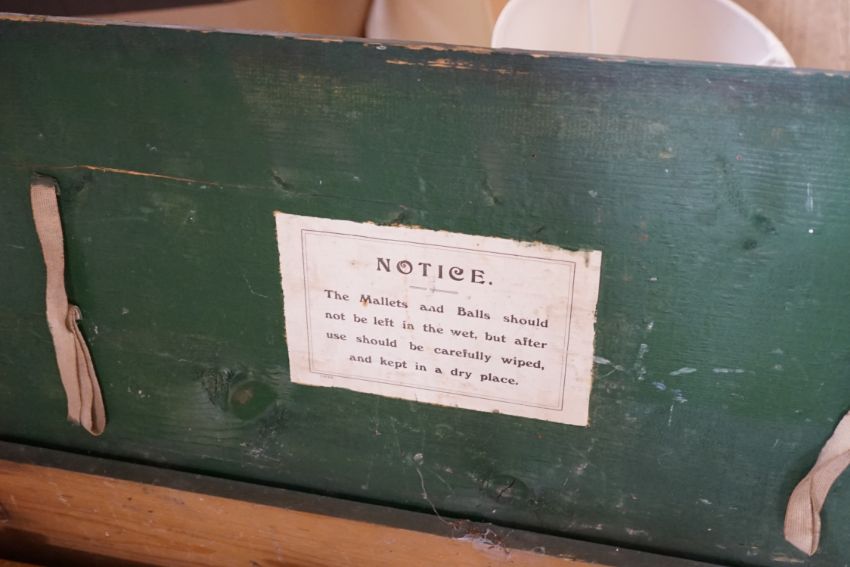 NOTICE.
The Mallets and Balls should
not be left in the wet, but after
use should be carefully wiped,
and kept in a dry place.